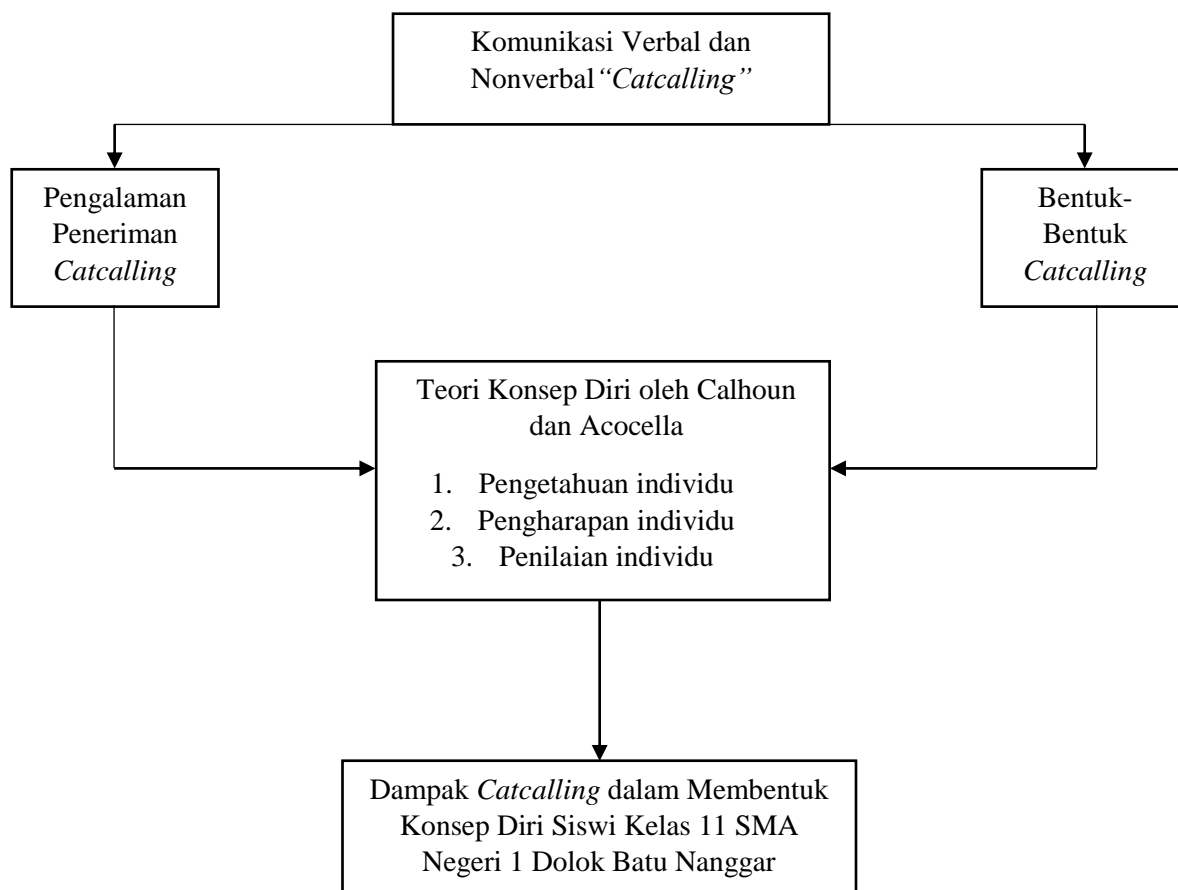 Komunikasi Verbal dan
Nonverbal “Catcalling”
Pengalaman
Peneriman
Catcalling
Bentuk-
Bentuk
Catcalling
Teori Konsep Diri oleh Calhoun
dan Acocella
1. Pengetahuan individu
2. Pengharapan individu
3. Penilaian individu
Dampak Catcalling dalam Membentuk
Konsep Diri Siswi Kelas 11 SMA
Negeri 1 Dolok Batu Nanggar